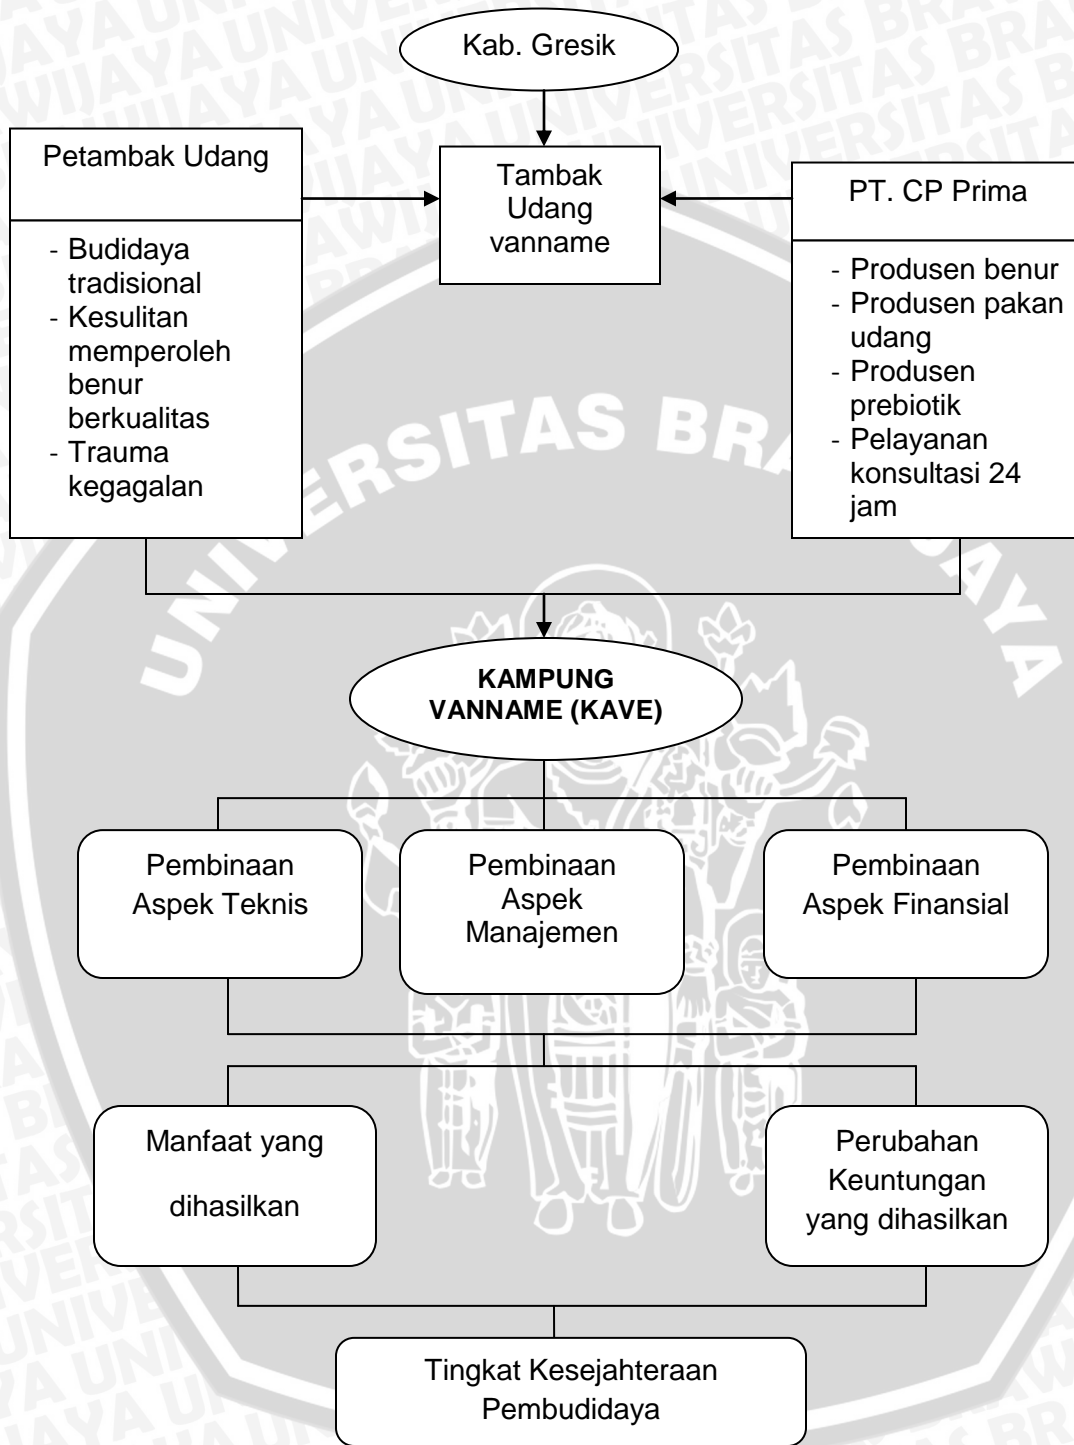 Kab. Gresik
Petambak Udang
- Budidaya
tradisional
- Kesulitan
memperoleh
benur
berkualitas
- Trauma
kegagalan
Tambak
Udang
vanname
PT. CP Prima
- Produsen benur
- Produsen pakan
udang
- Produsen
prebiotik
- Pelayanan
konsultasi 24
jam
UNIVERSITAS BRAWIJAYA
KAMPUNG
VANNAME (KAVE)
Pembinaan
Aspek Teknis
Pembinaan
Aspek
Manajemen
Pembinaan
Aspek Finansial
Manfaat yang
dihasilkan
Perubahan
Keuntungan
yang dihasilkan
Tingkat Kesejahteraan
Pembudidaya